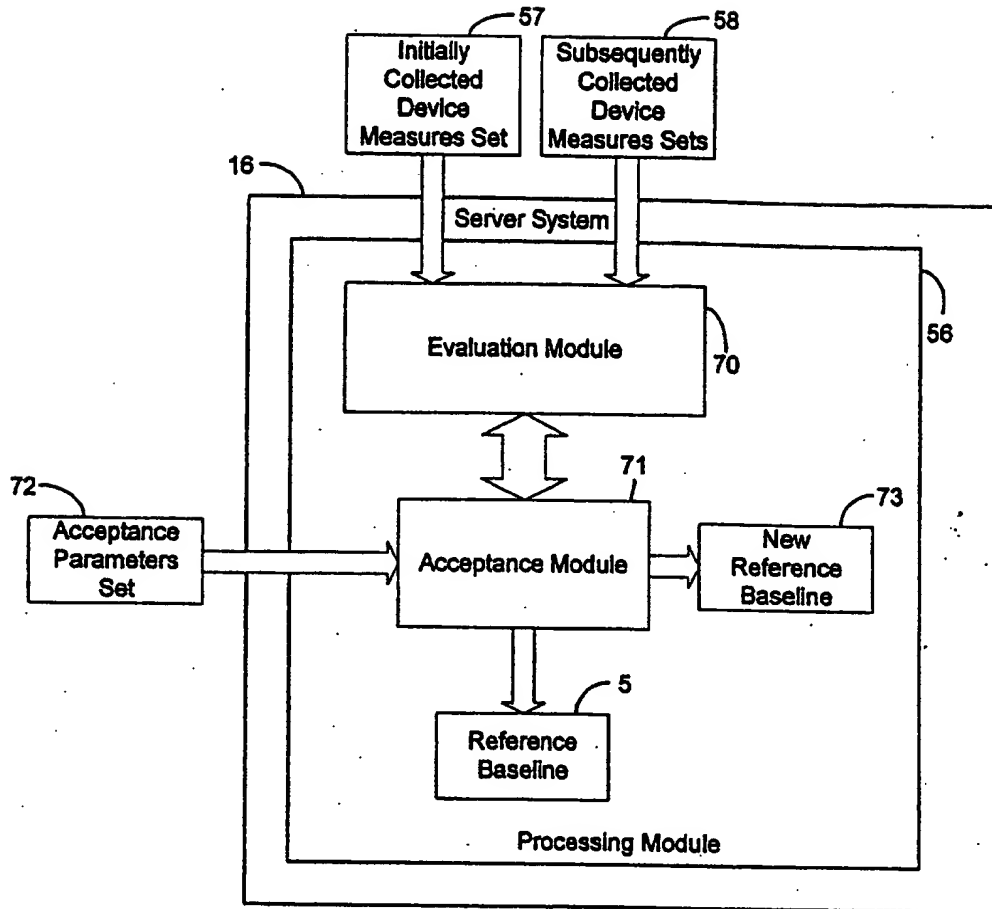 57
58
Initially
Collected
Device
Measures Set
Subsequently
Collected
Device
Measures Sets
16
Server System
Evaluation Module
70
56
72
71
73
Acceptance
Parameters
Set
Acceptance Module
New
Reference
Baseline
5
Reference
Baseline
Processing Module